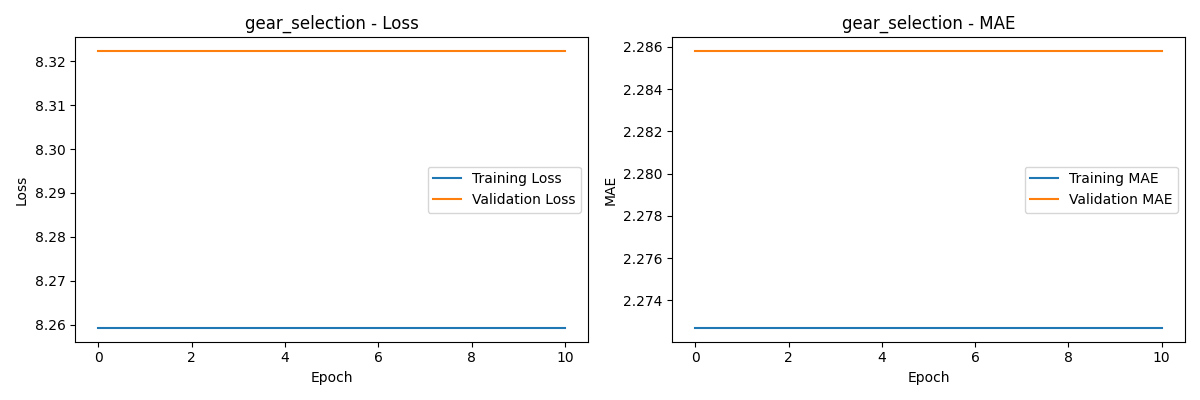 gear_selection - Loss
8.32
8.31
8.30
8.29
8.28
8.27
8.26
Loss
0 2 4 6 8 10
Epoch
Training Loss
Validation Loss
gear_selection - MAE
2.286
2.284
2.282
2.280
2.278
2.276
2.274
MAE
0 2 4 6 8 10
Epoch
Training MAE
Validation MAE